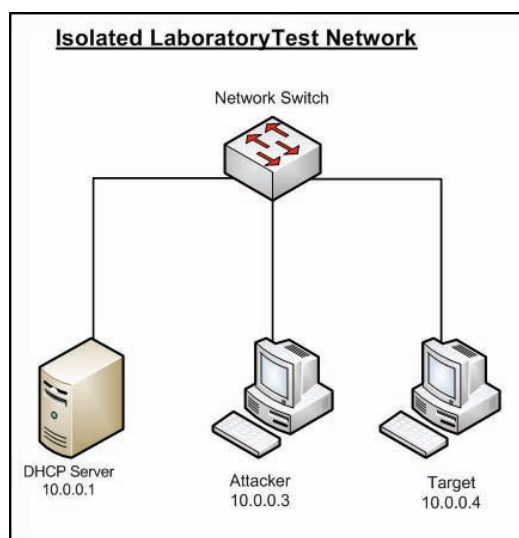 Isolated LaboratoryTest Network
Network Switch
DHCP Server
10.0.0.1
Attacker
10.0.0.3
Target
10.0.0.4